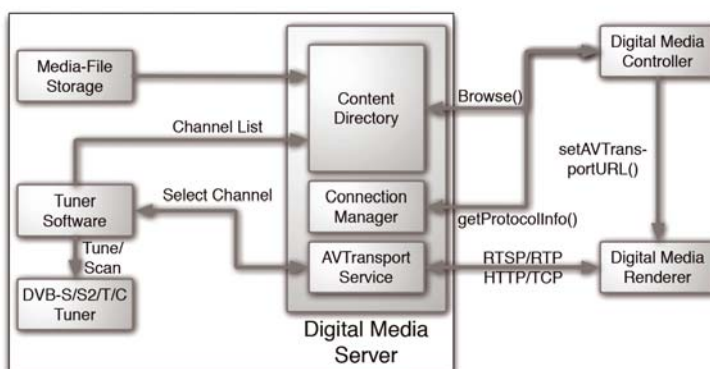 Media-File
Storage
Channel List
Select Channel
Tuner
Software
Tune/
Scan
DVB-S/S2/T/C
Tuner
Content
Directory
Connection
Manager
AVTransport
Service
Digital Media
Server
Browse()
getProtocolInfo()
RTSP/RTP
HTTP/TCP
Digital Media
Controller
setAVTrans-
portURL()
Digital Media
Renderer